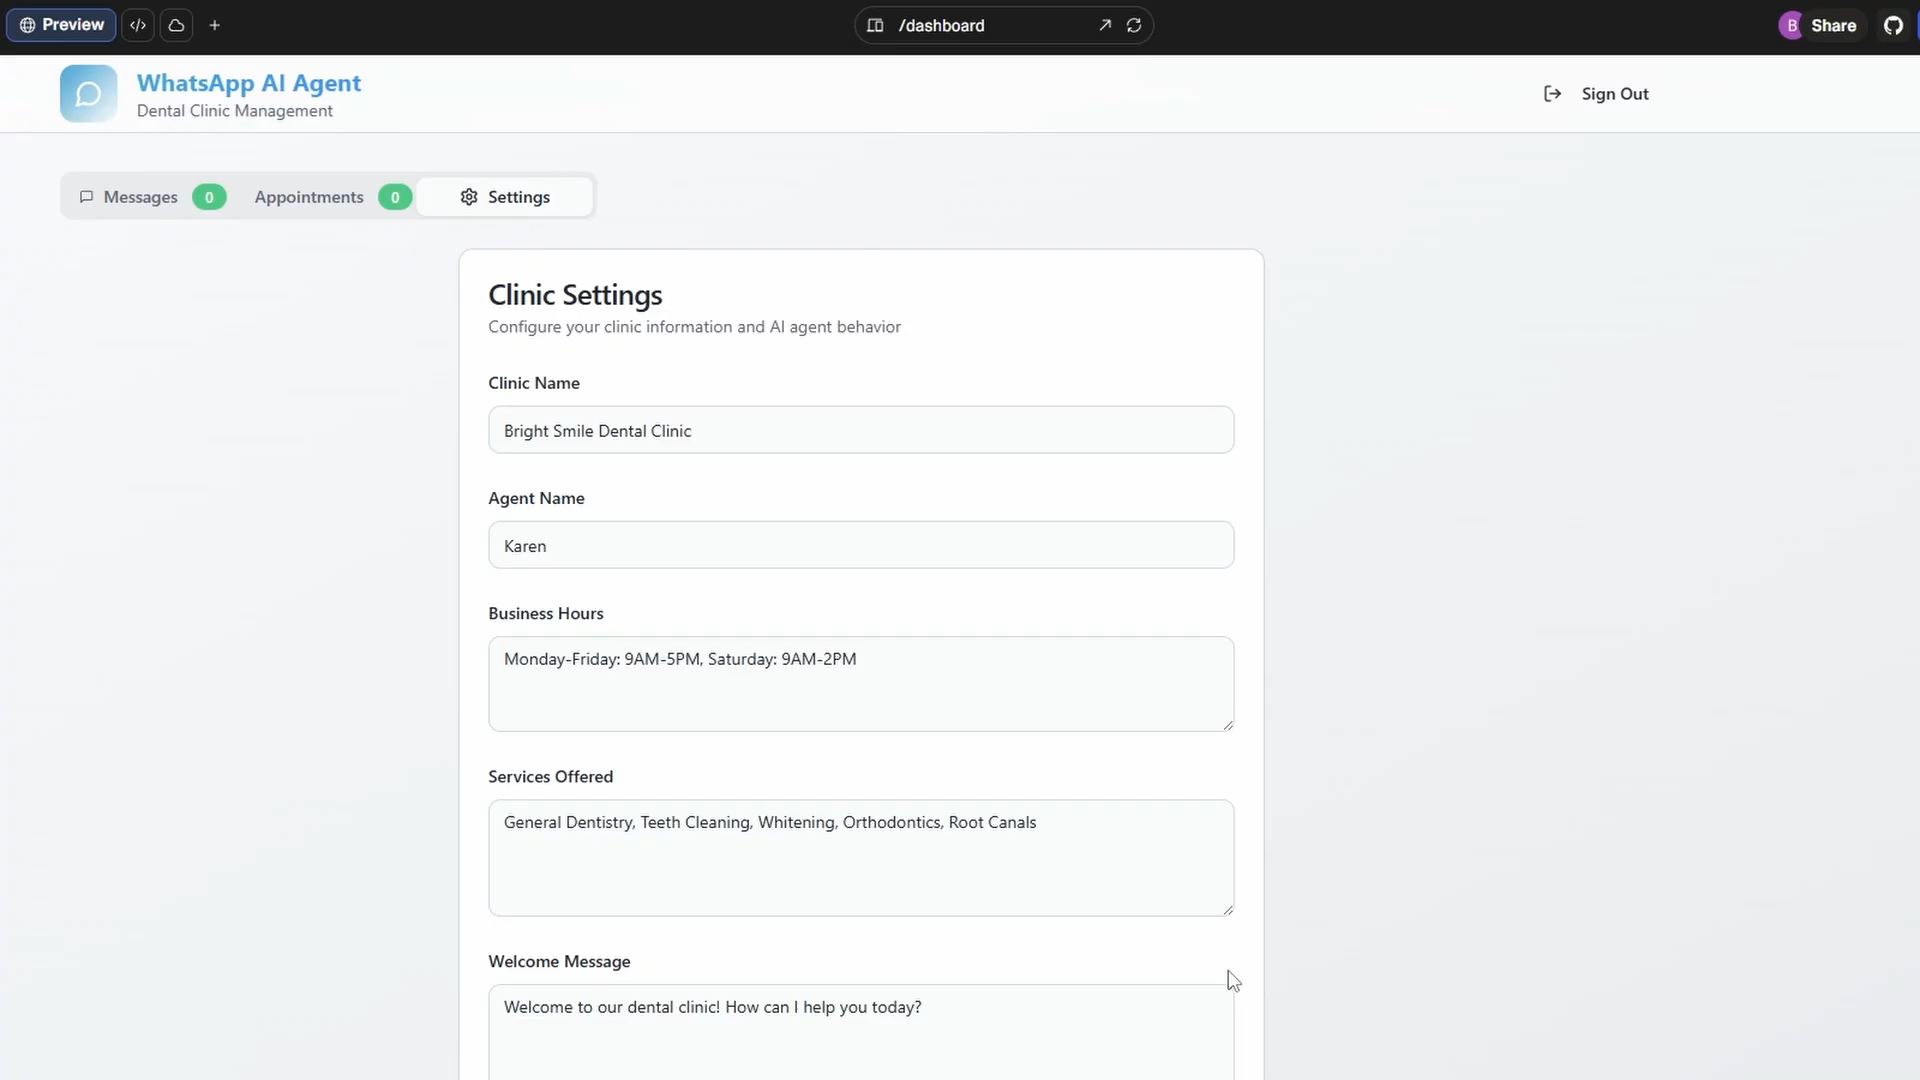 Preview
/dashboard
B
Share
WhatsApp AI Agent
Dental Clinic Management
Sign Out
Messages 0 Appointments 0 Settings
Clinic Settings
Configure your clinic information and AI agent behavior
Clinic Name
Bright Smile Dental Clinic
Agent Name
Karen
Business Hours
Monday-Friday: 9AM-5PM, Saturday: 9AM-2PM
Services Offered
General Dentistry, Teeth Cleaning, Whitening, Orthodontics, Root Canals
Welcome Message
Welcome to our dental clinic! How can I help you today?